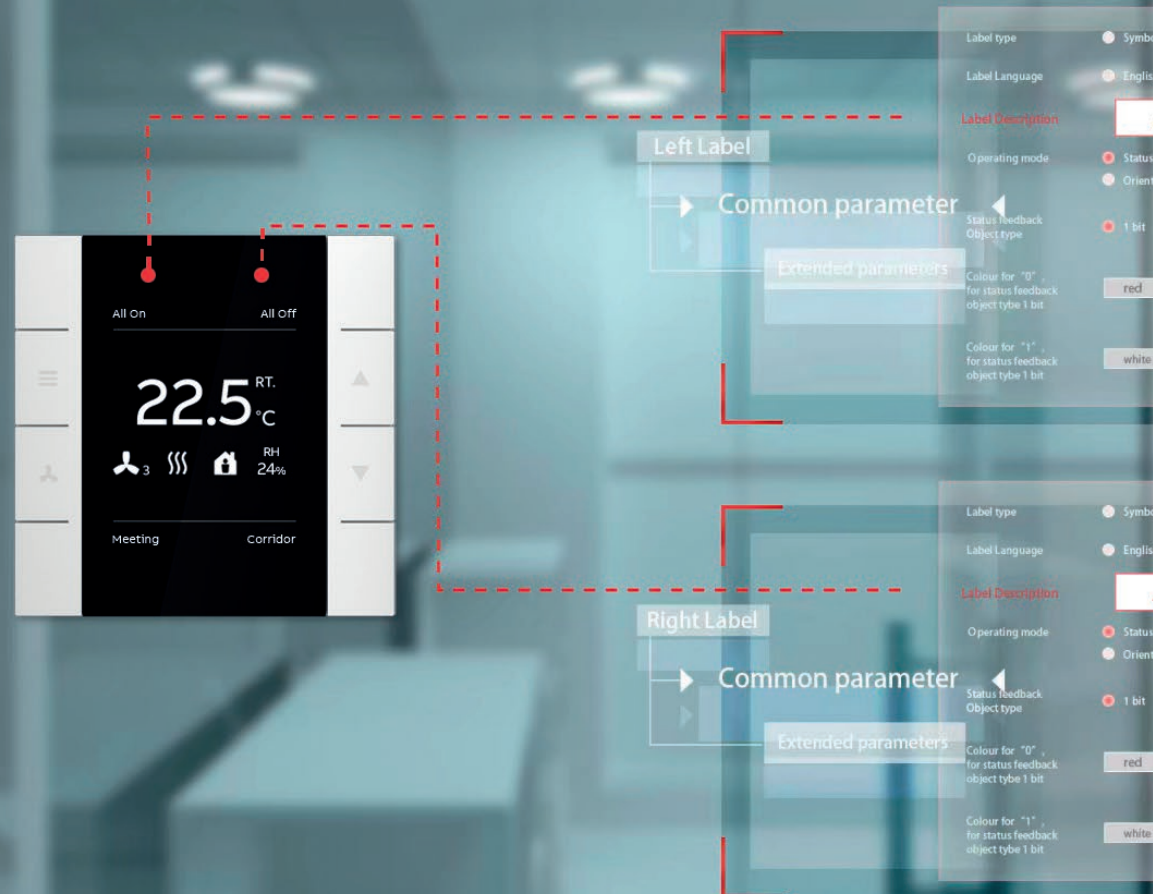 All On
All Off
22.5
RT.
°C
3
RH
24%
Meeting
Corridor
Left Label
Common parameter
Extended parameters
Label type
Label Language
Label Description
Operating mode
Status
Status feedback
Object type
1 bit
Colour for "0",
for status feedback
object tybe 1 bit
red
Colour for "1",
for status feedback
object tybe 1 bit
white
Right Label
Common parameter
Extended parameters
Label type
Label Language
Label Description
Operating mode
Status
Status feedback
Object type
1 bit
Colour for "0",
for status feedback
object tybe 1 bit
red
Colour for "1",
for status feedback
object tybe 1 bit
white